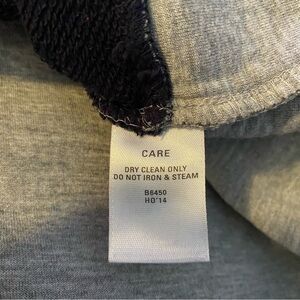 CARE
DRY CLEAN ONLY
DO NOT IRON & STEAM
B6450
HO'14